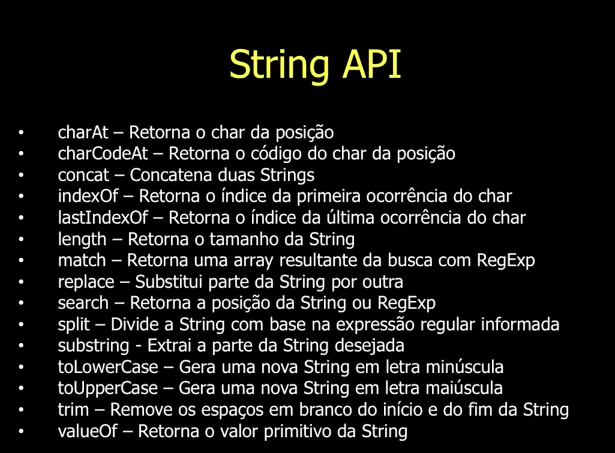 String API
• charAt – Retorna o char da posição
• charCodeAt – Retorna o código do char da posição
• concat – Concatena duas Strings
• indexOf – Retorna o índice da primeira ocorrência do char
• lastIndexOf – Retorna o índice da última ocorrência do char
• length – Retorna o tamanho da String
• match – Retorna uma array resultante da busca com RegExp
• replace – Substitui parte da String por outra
• search – Retorna a posição da String ou RegExp
• split – Divide a String com base na expressão regular informada
• substring - Extrai a parte da String desejada
• toLowerCase – Gera uma nova String em letra minúscula
• toUpperCase – Gera uma nova String em letra maiúscula
• trim – Remove os espaços em branco do início e do fim da String
• valueOf – Retorna o valor primitivo da String